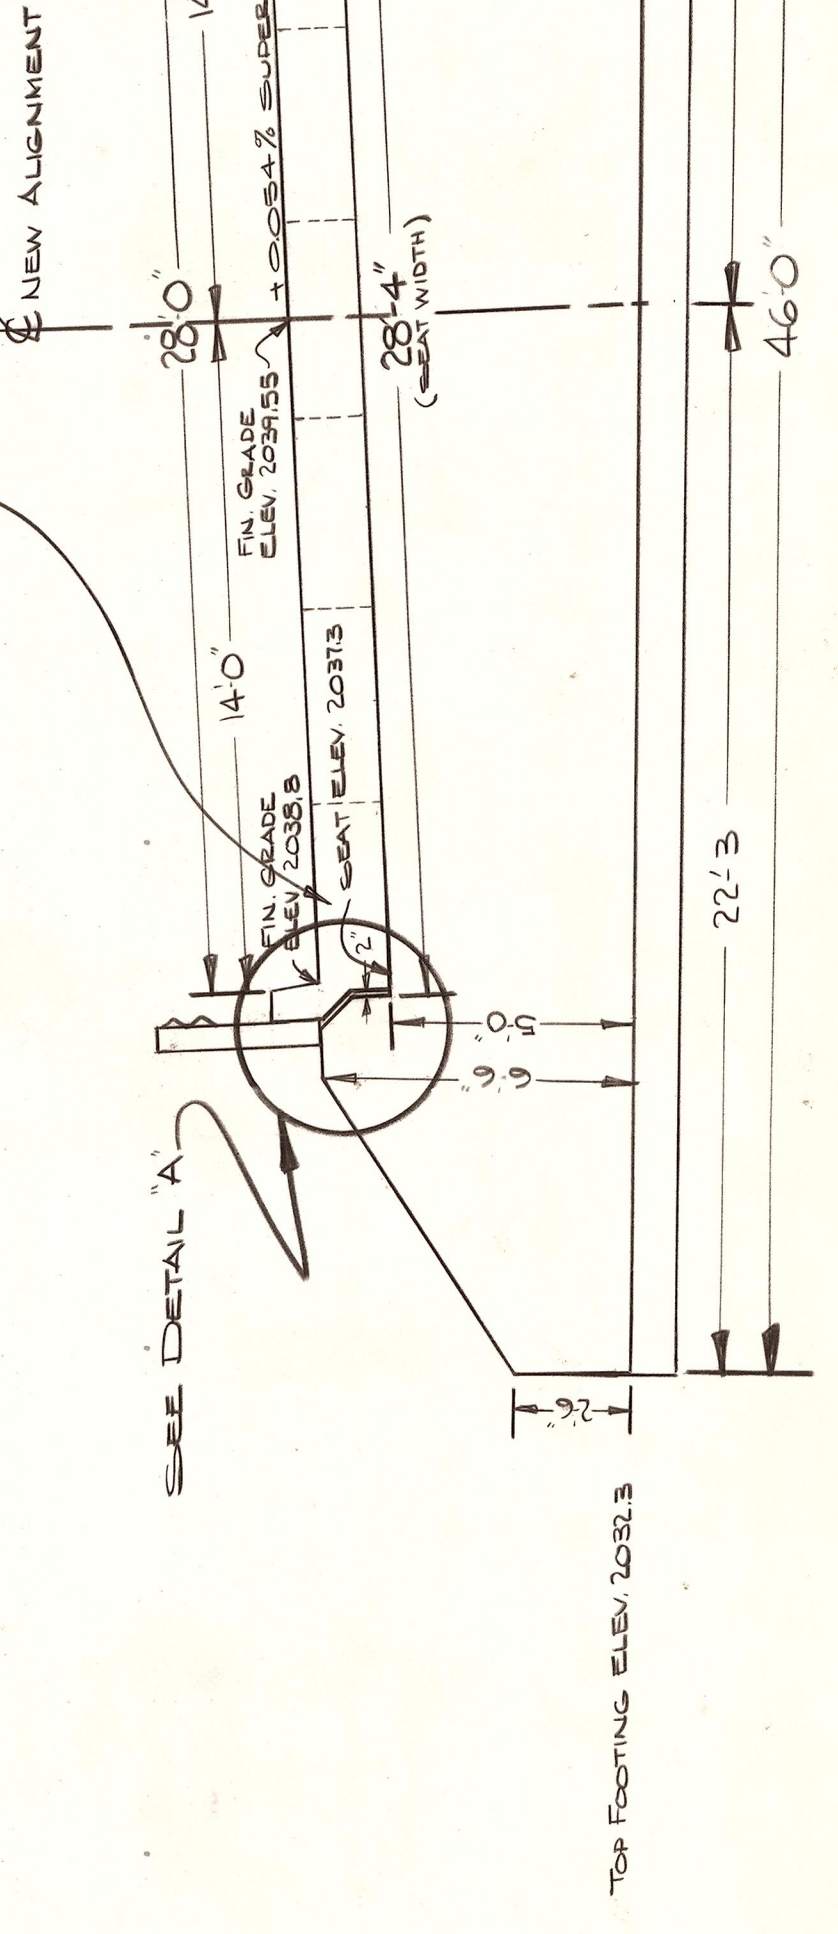 ℄ NEW ALIGNMENT
28'-0"
14'-0"
+0.054% SUPER
FIN. GRADE
ELEV. 2039.55
FIN. GRADE
ELEV. 2038.8
SEAT ELEV. 2037.3
28'-4"
(SEAT WIDTH)
2"
5'-0"
6'-6"
SEE DETAIL "A"
2'-6"
22'-3
46'-0"
TOP FOOTING ELEV. 2032.3